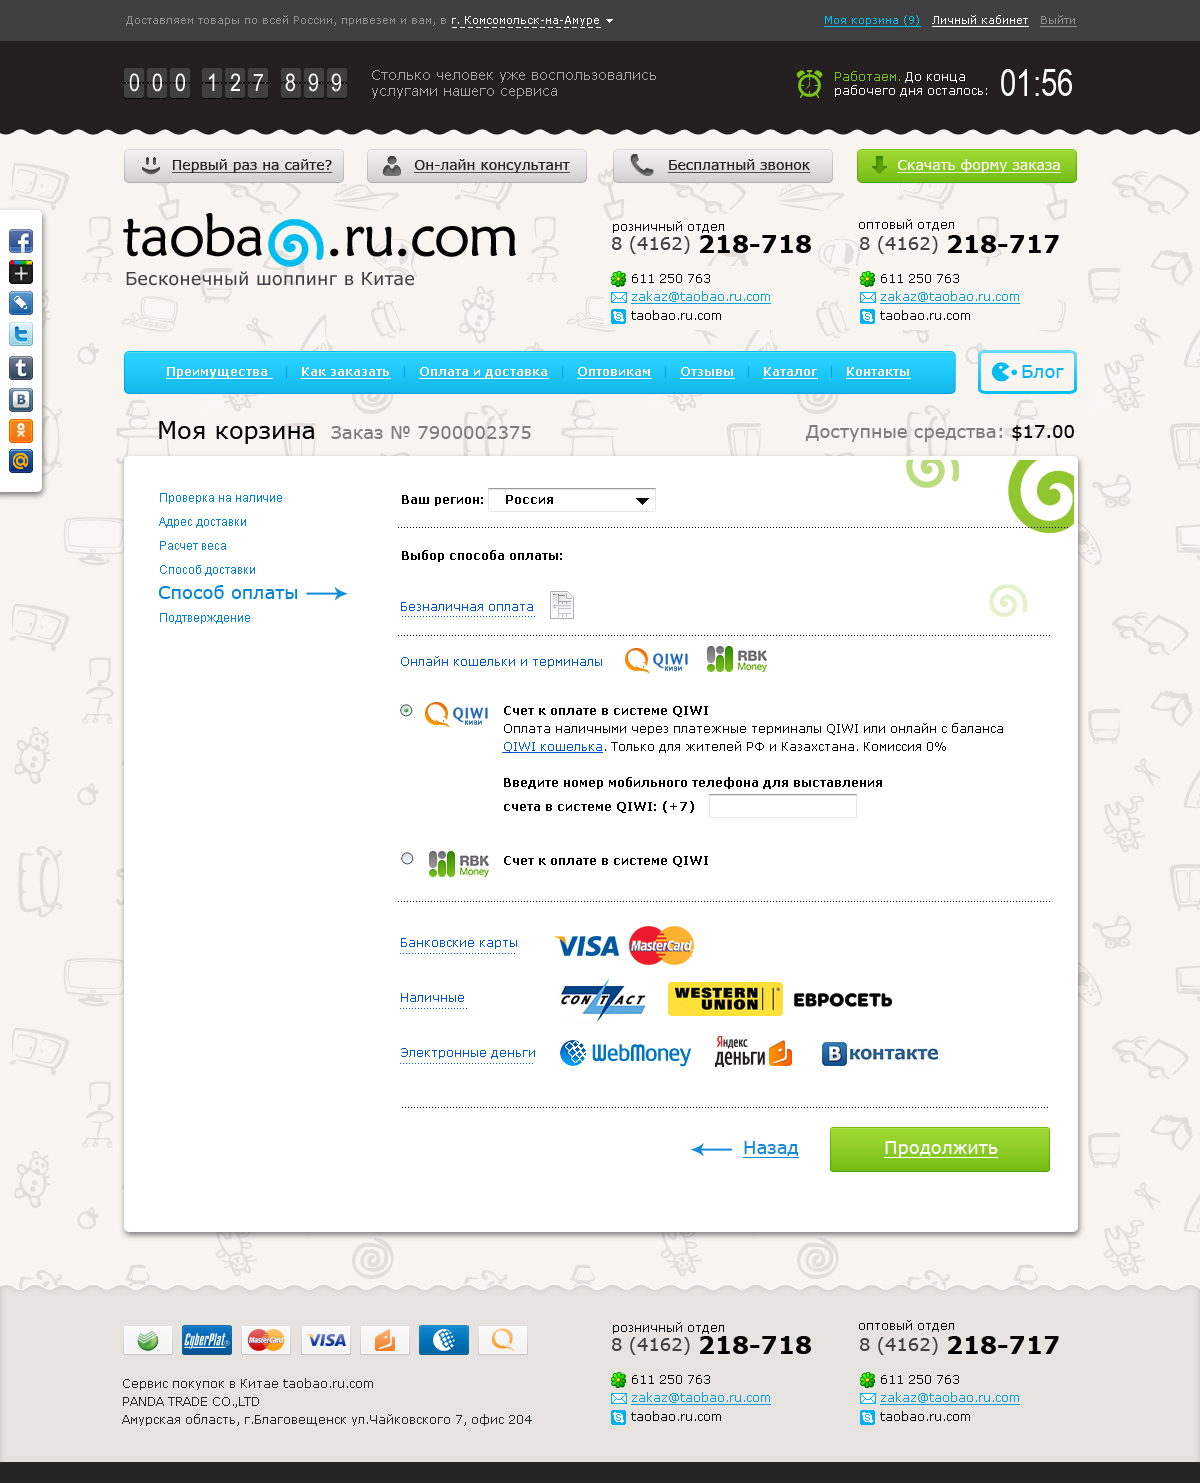 Доставляем товары по всей России, привезем и вам, в г. Комсомольск-на-Амуре
Моя корзина (9) Личный кабинет Выйти
000 127 899
Столько человек уже воспользовались
услугами нашего сервиса
Работаем. До конца
рабочего дня осталось:
01:56
Первый раз на сайте?
Он-лайн консультант
Бесплатный звонок
Скачать форму заказа
taobao.ru.com
Бесконечный шоппинг в Китае
розничный отдел
8 (4162) 218-718
611 250 763
zakaz@taobao.ru.com
taobao.ru.com
оптовый отдел
8 (4162) 218-717
611 250 763
zakaz@taobao.ru.com
taobao.ru.com
Преимущества Как заказать Оплата и доставка Оптовикам Отзывы Каталог Контакты
Блог
Моя корзина Заказ № 7900002375
Доступные средства: $17.00
Проверка на наличие
Адрес доставки
Расчет веса
Способ доставки
Способ оплаты
Подтверждение
Ваш регион: Россия
Выбор способа оплаты:
Безналичная оплата
Онлайн кошельки и терминалы
QIWI
КИВИ
RBK
Money
QIWI
КИВИ
Счет к оплате в системе QIWI
Оплата наличными через платежные терминалы QIWI или онлайн с баланса
QIWI кошелька. Только для жителей РФ и Казахстана. Комиссия 0%
Введите номер мобильного телефона для выставления
счета в системе QIWI: (+7)
RBK
Money
Счет к оплате в системе QIWI
Банковские карты
VISA
MasterCard
Наличные
CONTACT
WESTERN
UNION
ЕВРОСЕТЬ
Электронные деньги
WebMoney
Яндекс
деньги
В контакте
Назад
Продолжить
CyberPlat
MasterCard
VISA
Сервис покупок в Китае taobao.ru.com
PANDA TRADE CO.,LTD
Амурская область, г.Благовещенск ул.Чайковского 7, офис 204
розничный отдел
8 (4162) 218-718
611 250 763
zakaz@taobao.ru.com
taobao.ru.com
оптовый отдел
8 (4162) 218-717
611 250 763
zakaz@taobao.ru.com
taobao.ru.com